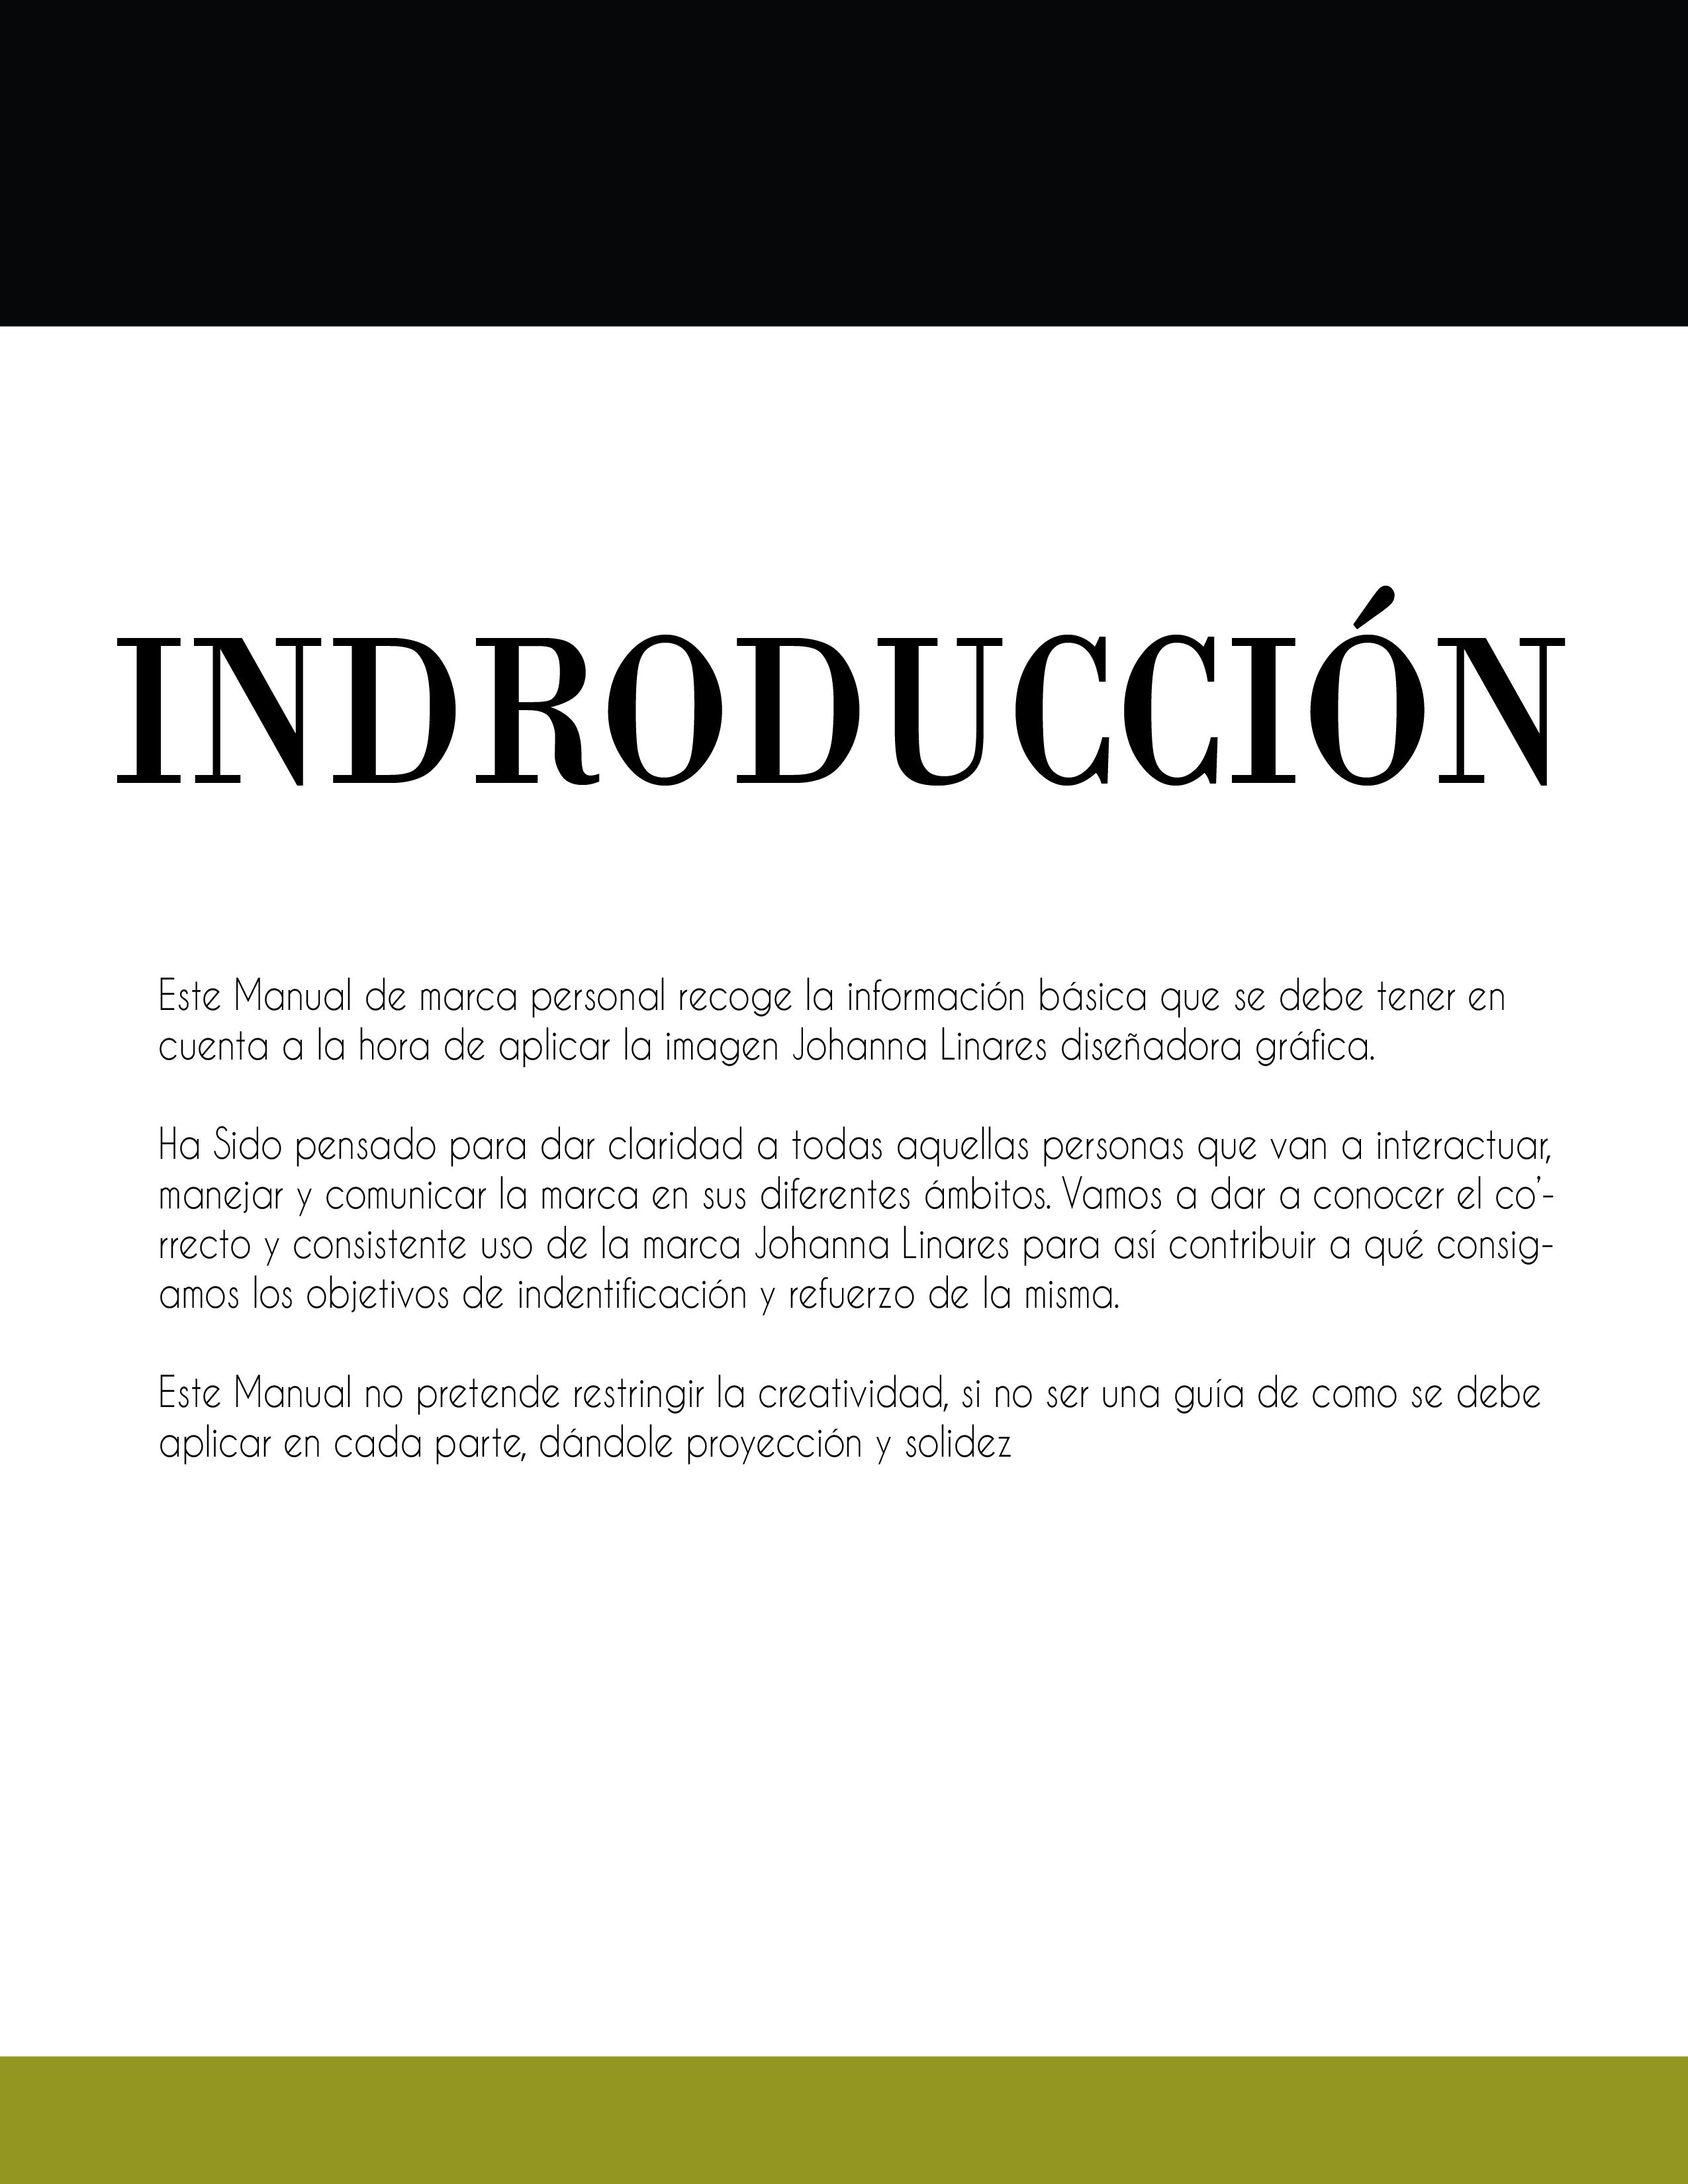 INDRODUCCIÓN
Este Manual de marca personal recoge la información básica que se debe tener en
cuenta a la hora de aplicar la imagen Johanna Linares diseñadora gráfica.
Ha Sido pensado para dar claridad a todas aquellas personas que van a interactuar,
manejar y comunicar la marca en sus diferentes ámbitos. Vamos a dar a conocer el co'-
rrecto y consistente uso de la marca Johanna Linares para así contribuir a qué consig-
amos los objetivos de indentificación y refuerzo de la misma.
Este Manual no pretende restringir la creatividad, si no ser una guía de como se debe
aplicar en cada parte, dándole proyección y solidez